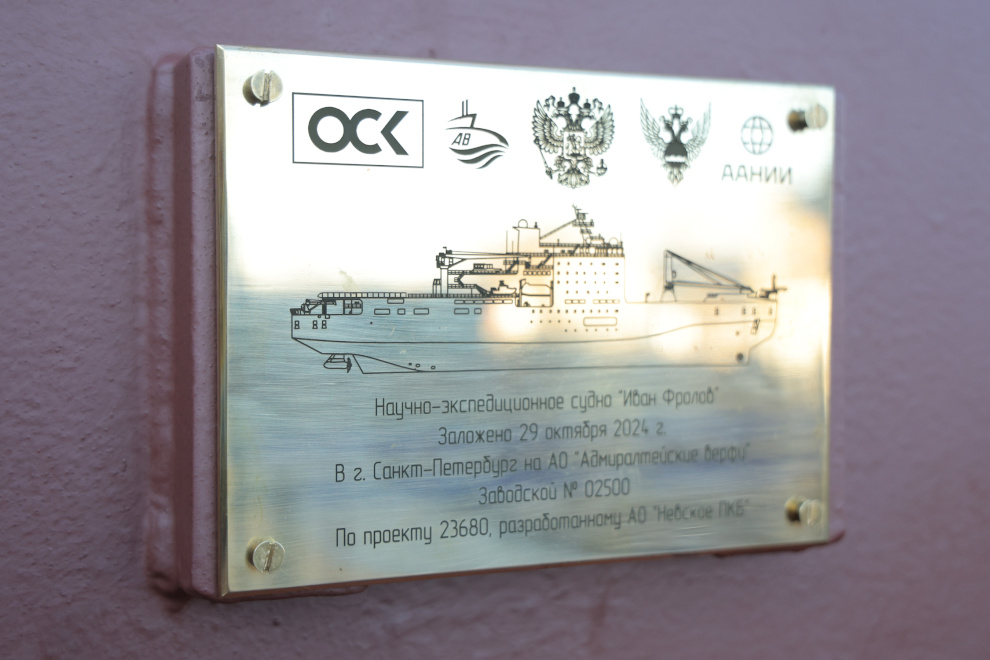 ОСК
АВ
ААНИИ
Научно-экспедиционное судно "Иван Фролов"
Заложено 29 октября 2024 г.
В г. Санкт-Петербург на АО "Адмиралтейские верфи"
Заводской № 02500
По проекту 23680, разработанному АО "Невское ПКБ"